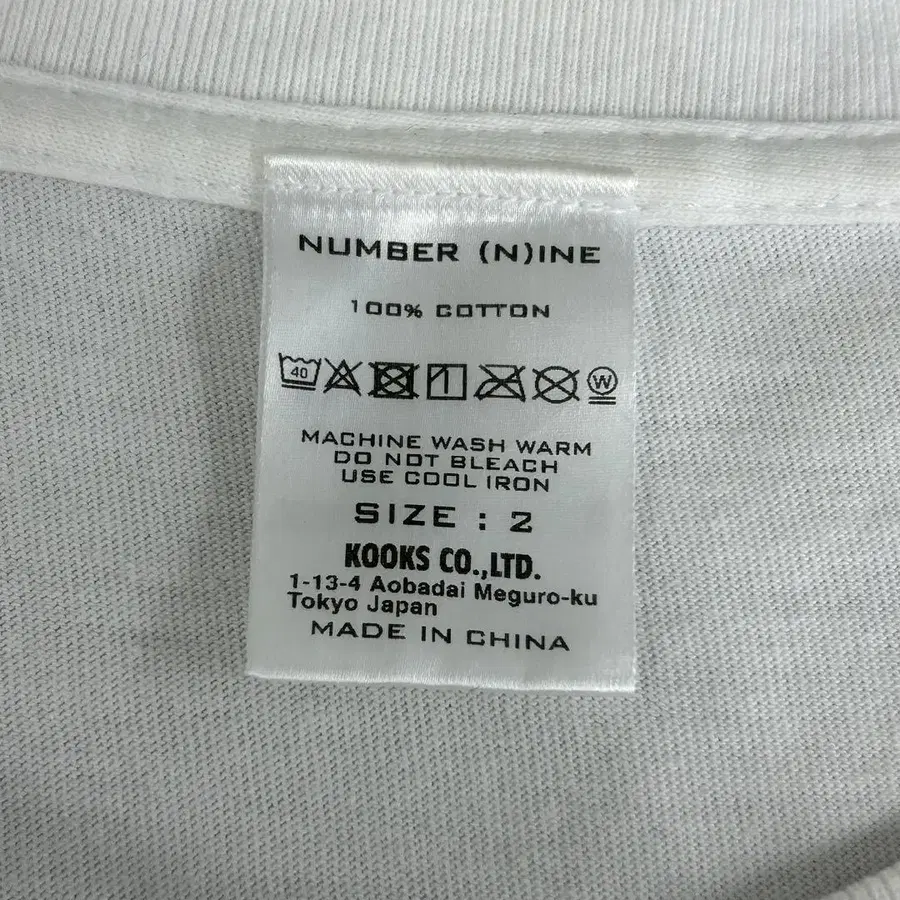 NUMBER (N)INE
100% COTTON
40
W
MACHINE WASH WARM
DO NOT BLEACH
USE COOL IRON
SIZE : 2
KOOKS CO.,LTD.
1-13-4 Aobadai Meguro-ku
Tokyo Japan
MADE IN CHINA